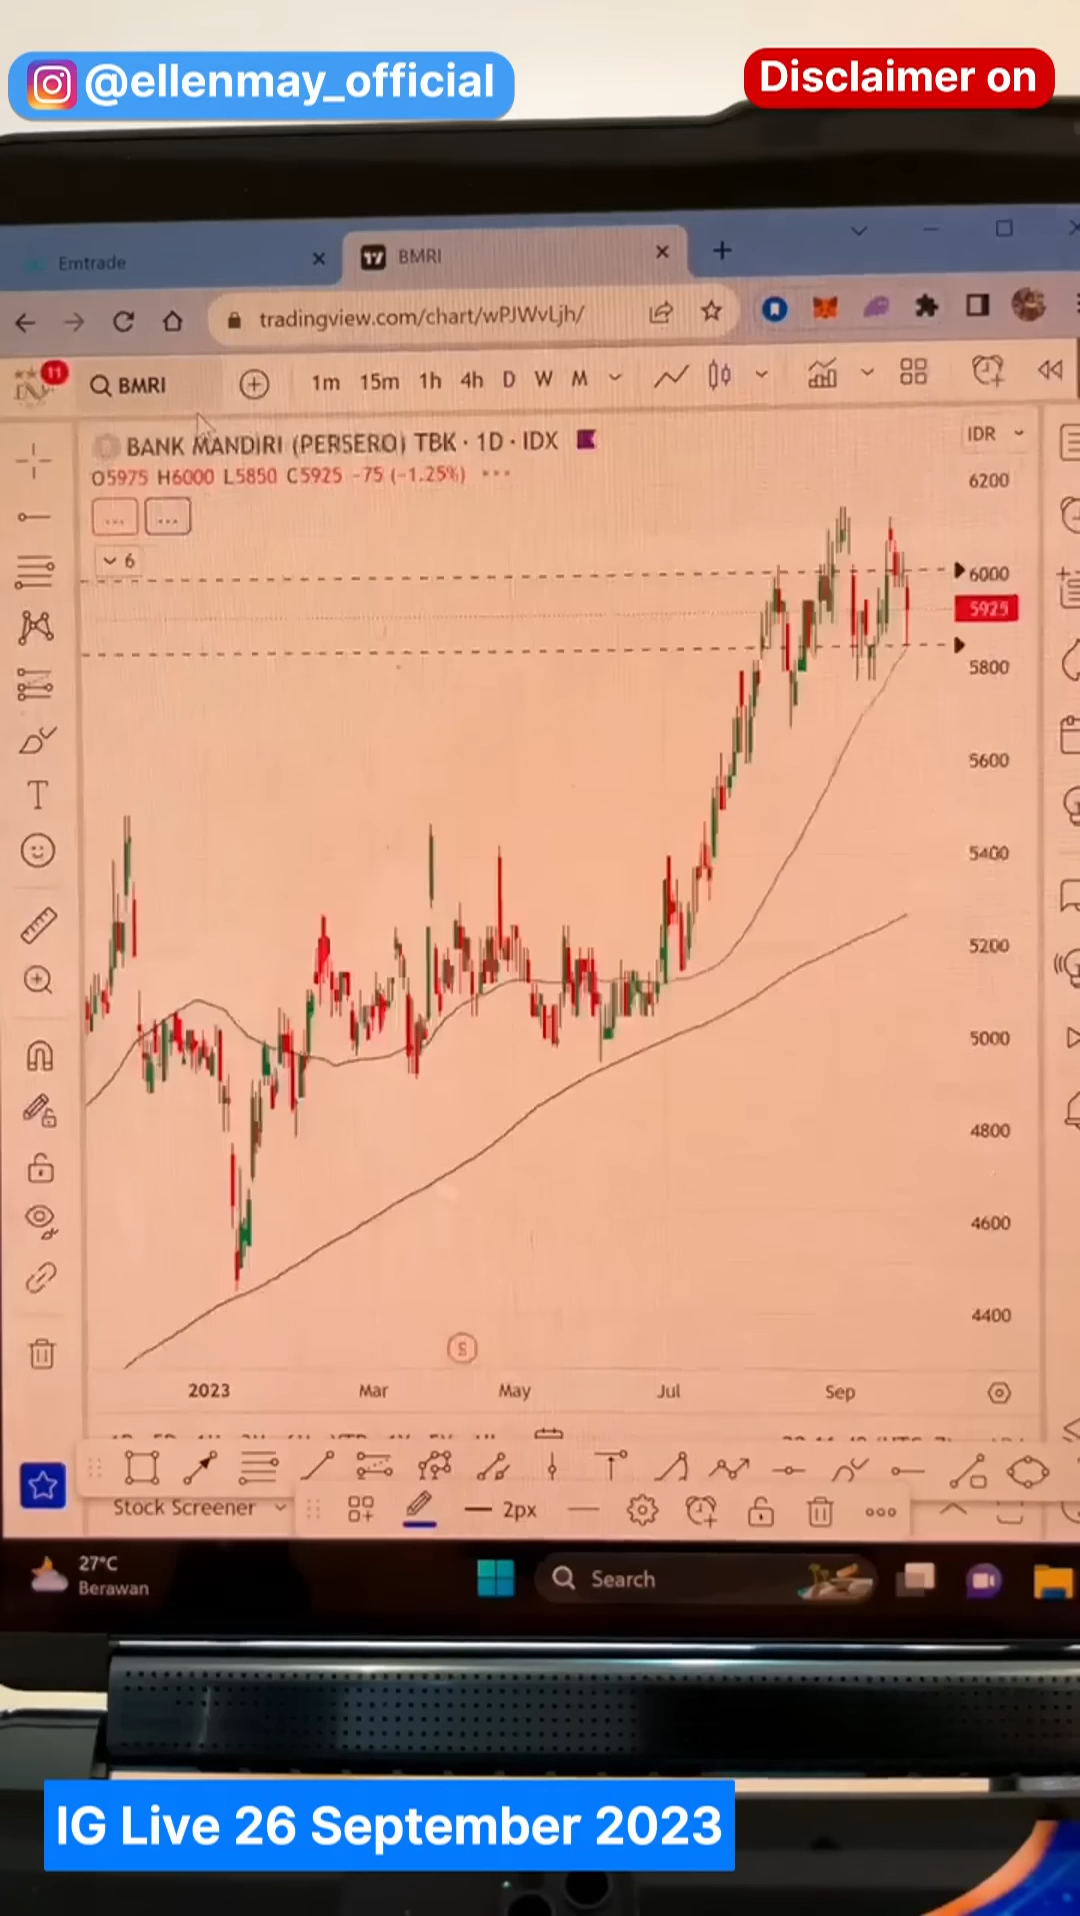 @ellenmay_official
Disclaimer on
Emtrade
BMRI
tradingview.com/chart/wPJWvLjh/
11
BMRI
1m 15m 1h 4h D W M
BANK MANDIRI (PERSERO) TBK · 1D · IDX
IDR
O5975 H6000 L5850 C5925 -75 (-1.25%)
6
6200
6000
5925
5800
5600
5400
5200
5000
4800
4600
4400
S
2023 Mar May Jul Sep
Stock Screener
2px
27°C
Berawan
Search
IG Live 26 September 2023